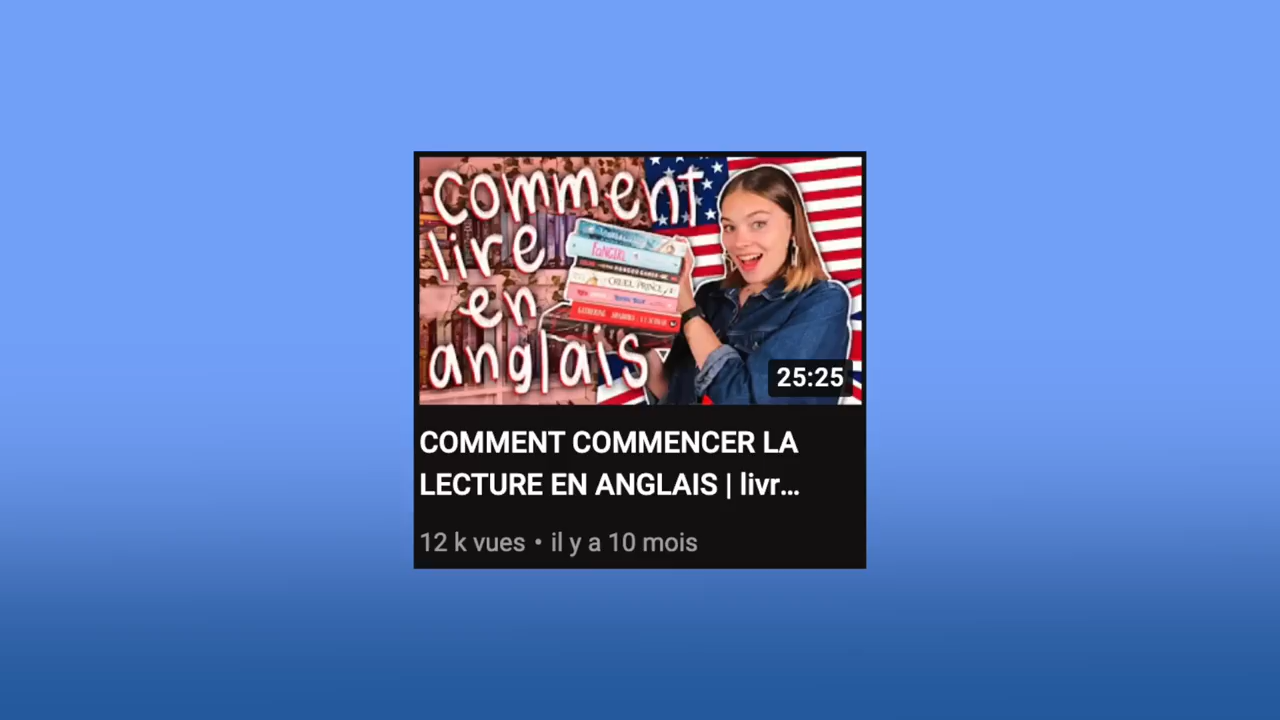 comment
lire
en
anglais
FANGIRL
CRUEL PRINCE
25:25
COMMENT COMMENCER LA
LECTURE EN ANGLAIS | livr...
12 k vues • il y a 10 mois